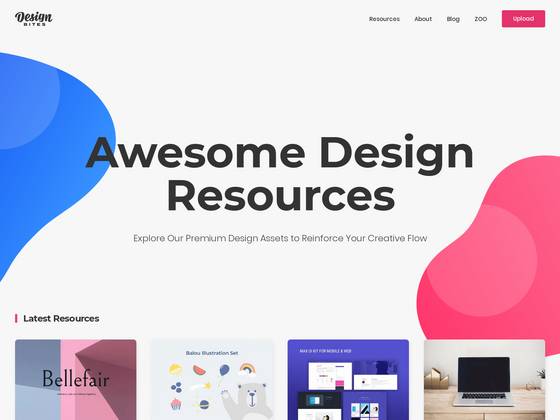 Design
BITES
Resources
About
Blog
ZOO
Upload
Awesome Design
Resources
Explore Our Premium Design Assets to Reinforce Your Creative Flow
Latest Resources
Bellefair
Balou Illustration Set
MAX UI KIT FOR MOBILE & WEB